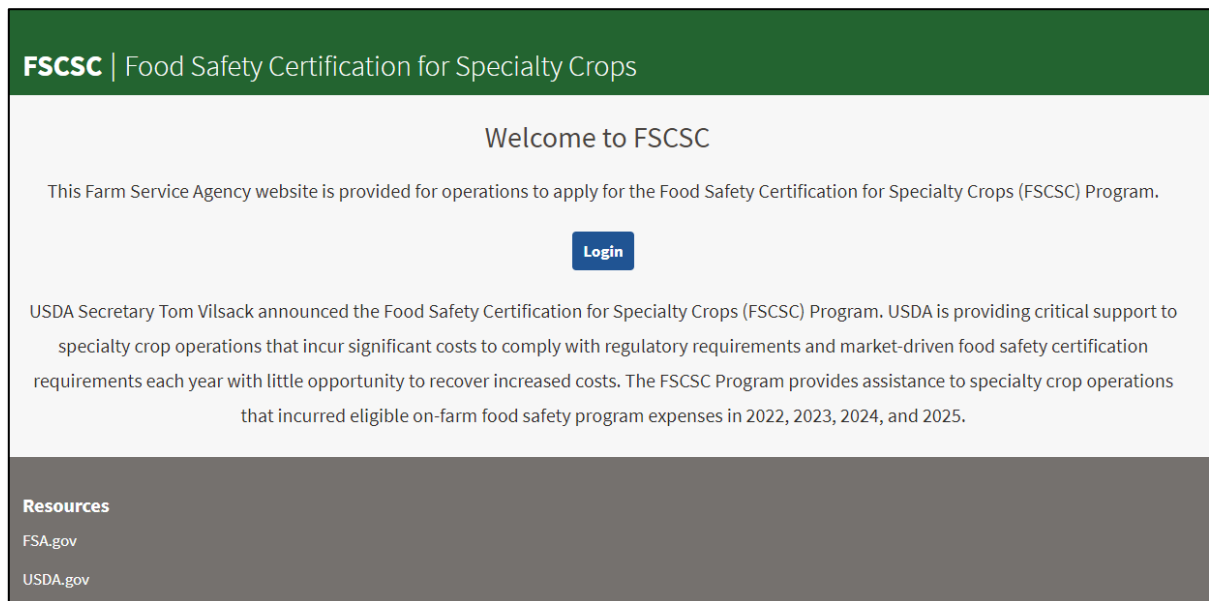 FSCSC | Food Safety Certification for Specialty Crops
Welcome to FSCSC
This Farm Service Agency website is provided for operations to apply for the Food Safety Certification for Specialty Crops (FSCSC) Program.
Login
USDA Secretary Tom Vilsack announced the Food Safety Certification for Specialty Crops (FSCSC) Program. USDA is providing critical support to
specialty crop operations that incur significant costs to comply with regulatory requirements and market-driven food safety certification
requirements each year with little opportunity to recover increased costs. The FSCSC Program provides assistance to specialty crop operations
that incurred eligible on-farm food safety program expenses in 2022, 2023, 2024, and 2025.
Resources
FSA.gov
USDA.gov